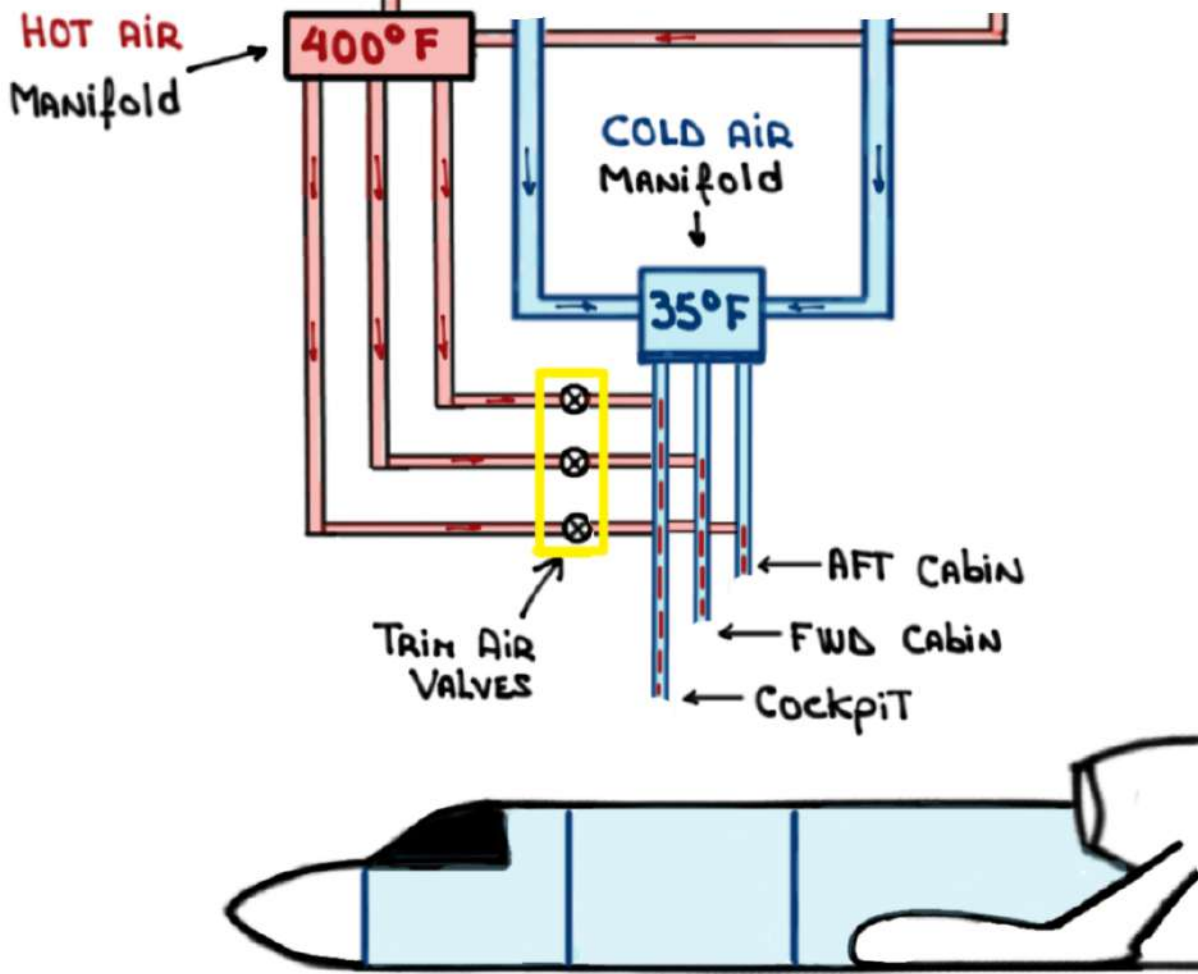 HOT AiR
MANifold
400°F
COLD AiR
MANifold
35°F
TRiM AiR
VALVES
AFT CAbiN
FWD CAbiN
CockpiT